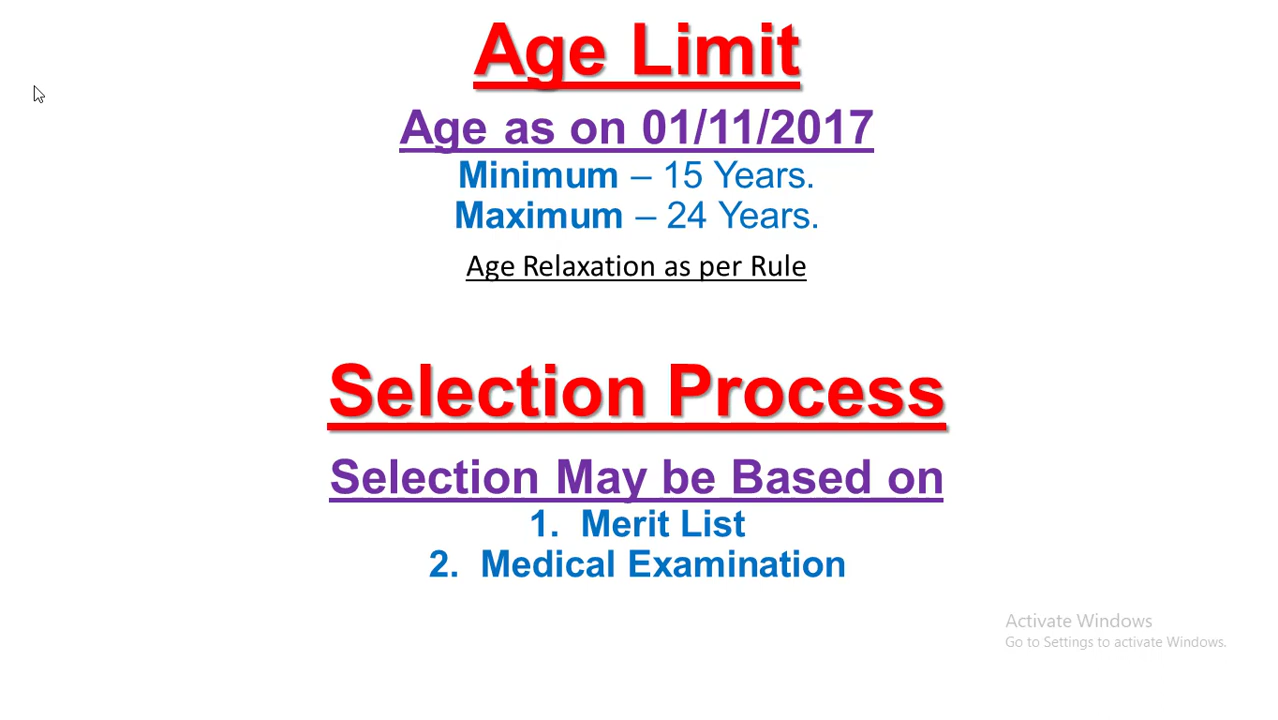 Age Limit
Age as on 01/11/2017
Minimum – 15 Years.
Maximum – 24 Years.
Age Relaxation as per Rule
Selection Process
Selection May be Based on
1. Merit List
2. Medical Examination
Activate Windows
Go to Settings to activate Windows.